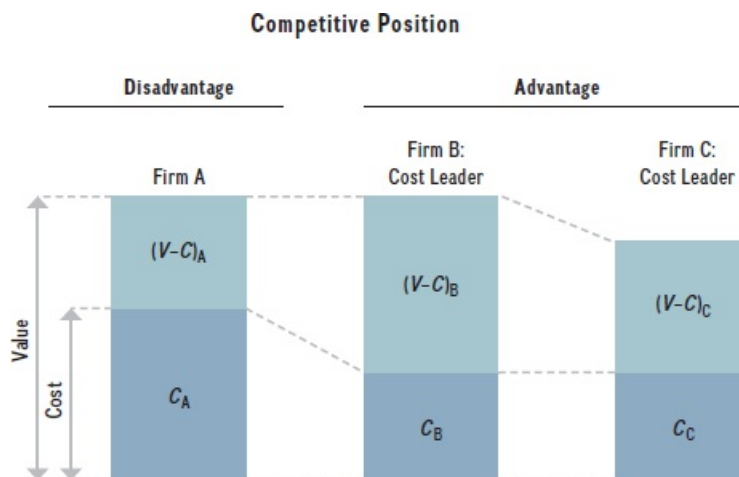 Competitive Position
Disadvantage
Advantage
Firm A
Firm B:
Cost Leader
Firm C:
Cost Leader
Value
Cost
(V–C)A
(V–C)B
(V–C)C
CA
CB
CC